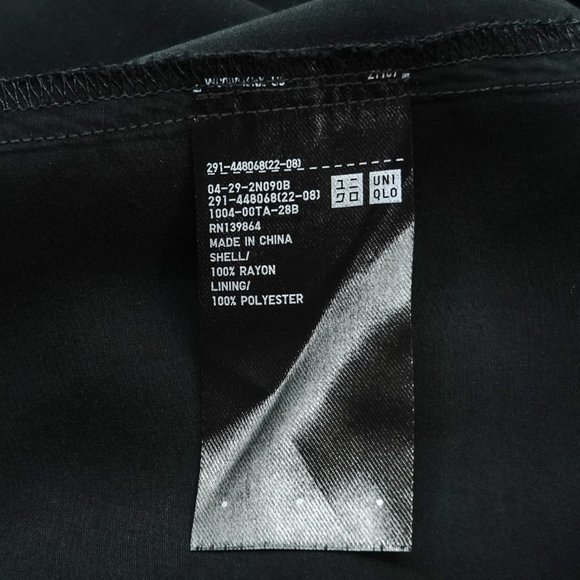 291-448068(22-08)
04-29-2N090B
291-448068(22-08)
1004-00TA-28B
RN139864
MADE IN CHINA
SHELL/
100% RAYON
LINING/
100% POLYESTER
ユニ
クロ
UNI
QLO